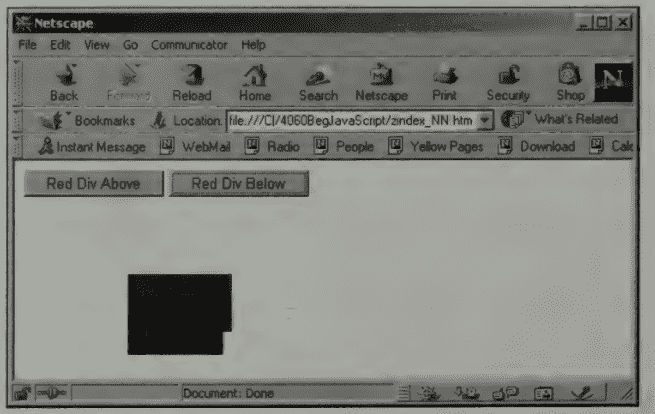 Netscape
File Edit View Go Communicator Help
Back Forward Reload Home Search Netscape Print Security Shop
Bookmarks Location: file:///C|/4060BegJavaScript/zindex_NN.htm What's Related
Instant Message WebMail Radio People Yellow Pages Download Cale
Red Div Above Red Div Below
Document: Done